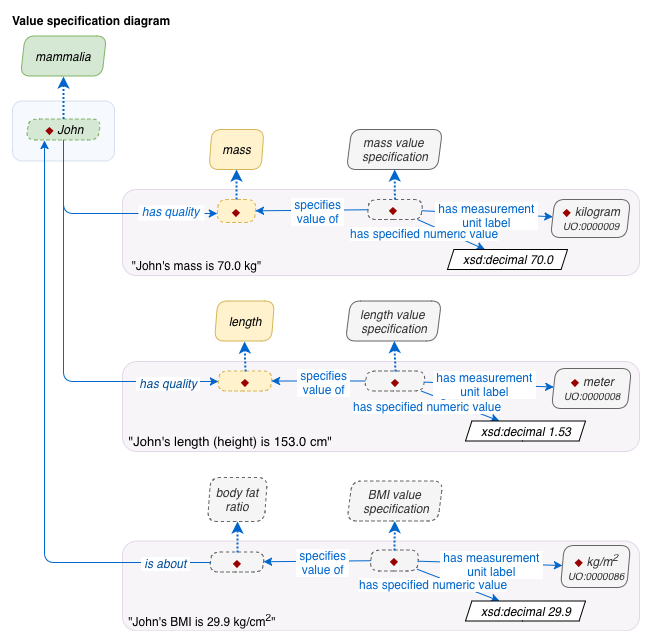 Value specification diagram
mammalia
John
mass
mass value
specification
has quality
specifies
value of
has measurement
unit label
kilogram
UO:0000009
has specified numeric value
xsd:decimal 70.0
"John's mass is 70.0 kg"
length
length value
specification
has quality
specifies
value of
has measurement
unit label
meter
UO:0000008
has specified numeric value
xsd:decimal 1.53
"John's length (height) is 153.0 cm"
body fat
ratio
BMI value
specification
is about
specifies
value of
has measurement
unit label
kg/m²
UO:0000086
has specified numeric value
xsd:decimal 29.9
"John's BMI is 29.9 kg/cm²"